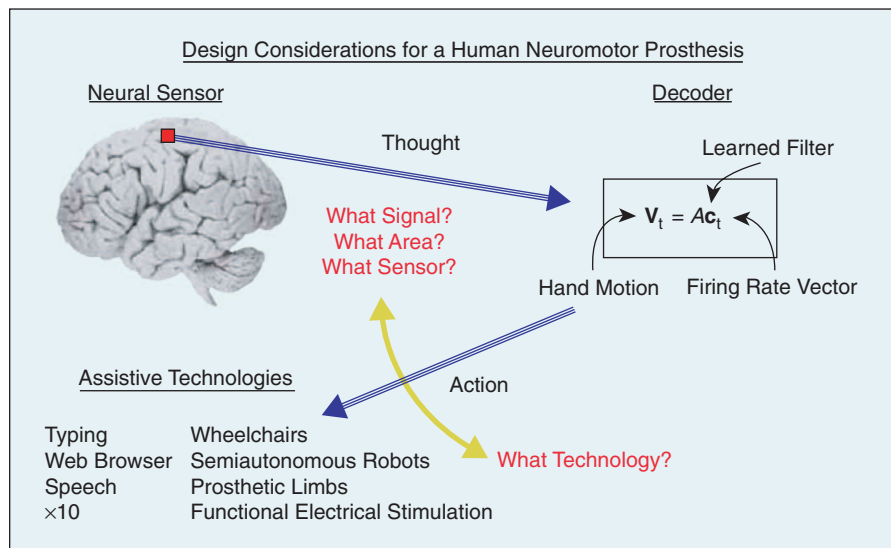 Design Considerations for a Human Neuromotor Prosthesis
Neural Sensor
Decoder
Thought
Learned Filter
What Signal?
What Area?
What Sensor?
Vt = Act
Hand Motion
Firing Rate Vector
Assistive Technologies
Action
Typing
Wheelchairs
Web Browser
Semiautonomous Robots
Speech
Prosthetic Limbs
×10
Functional Electrical Stimulation
What Technology?